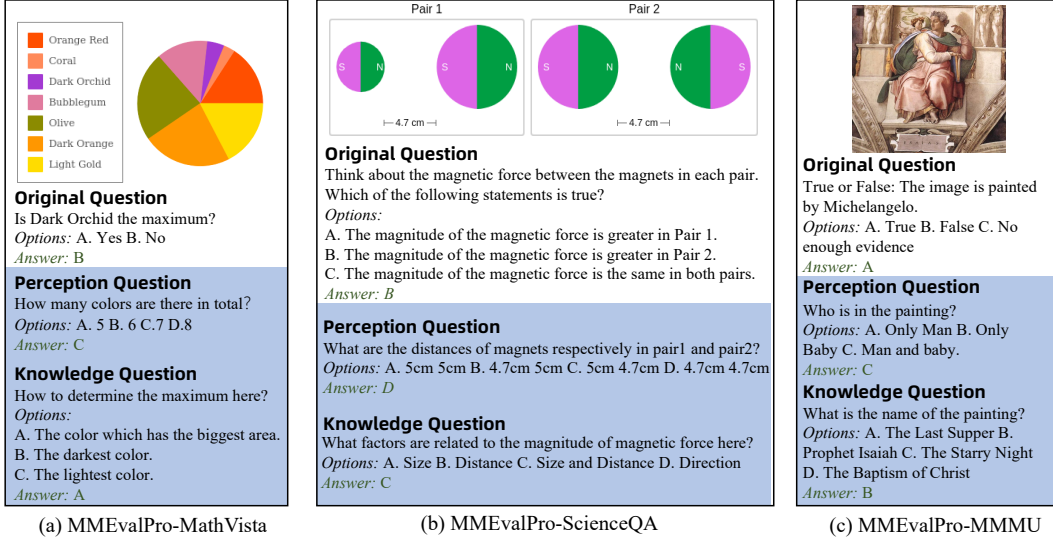 Orange Red
Coral
Dark Orchid
Bubblegum
Olive
Dark Orange
Light Gold
Original Question
Is Dark Orchid the maximum?
Options: A. Yes B. No
Answer: B
Perception Question
How many colors are there in total?
Options: A. 5 B. 6 C.7 D.8
Answer: C
Knowledge Question
How to determine the maximum here?
Options:
A. The color which has the biggest area.
B. The darkest color.
C. The lightest color.
Answer: A
(a) MMEvalPro-MathVista
Pair 1
Pair 2
S N S N S N N S
4.7 cm
4.7 cm
Original Question
Think about the magnetic force between the magnets in each pair.
Which of the following statements is true?
Options:
A. The magnitude of the magnetic force is greater in Pair 1.
B. The magnitude of the magnetic force is greater in Pair 2.
C. The magnitude of the magnetic force is the same in both pairs.
Answer: B
Perception Question
What are the distances of magnets respectively in pair1 and pair2?
Options: A. 5cm 5cm B. 4.7cm 5cm C. 5cm 4.7cm D. 4.7cm 4.7cm
Answer: D
Knowledge Question
What factors are related to the magnitude of magnetic force here?
Options: A. Size B. Distance C. Size and Distance D. Direction
Answer: C
(b) MMEvalPro-ScienceQA
Original Question
True or False: The image is painted
by Michelangelo.
Options: A. True B. False C. No
enough evidence
Answer: A
Perception Question
Who is in the painting?
Options: A. Only Man B. Only
Baby C. Man and baby.
Answer: C
Knowledge Question
What is the name of the painting?
Options: A. The Last Supper B.
Prophet Isaiah C. The Starry Night
D. The Baptism of Christ
Answer: B
(c) MMEvalPro-MMMU